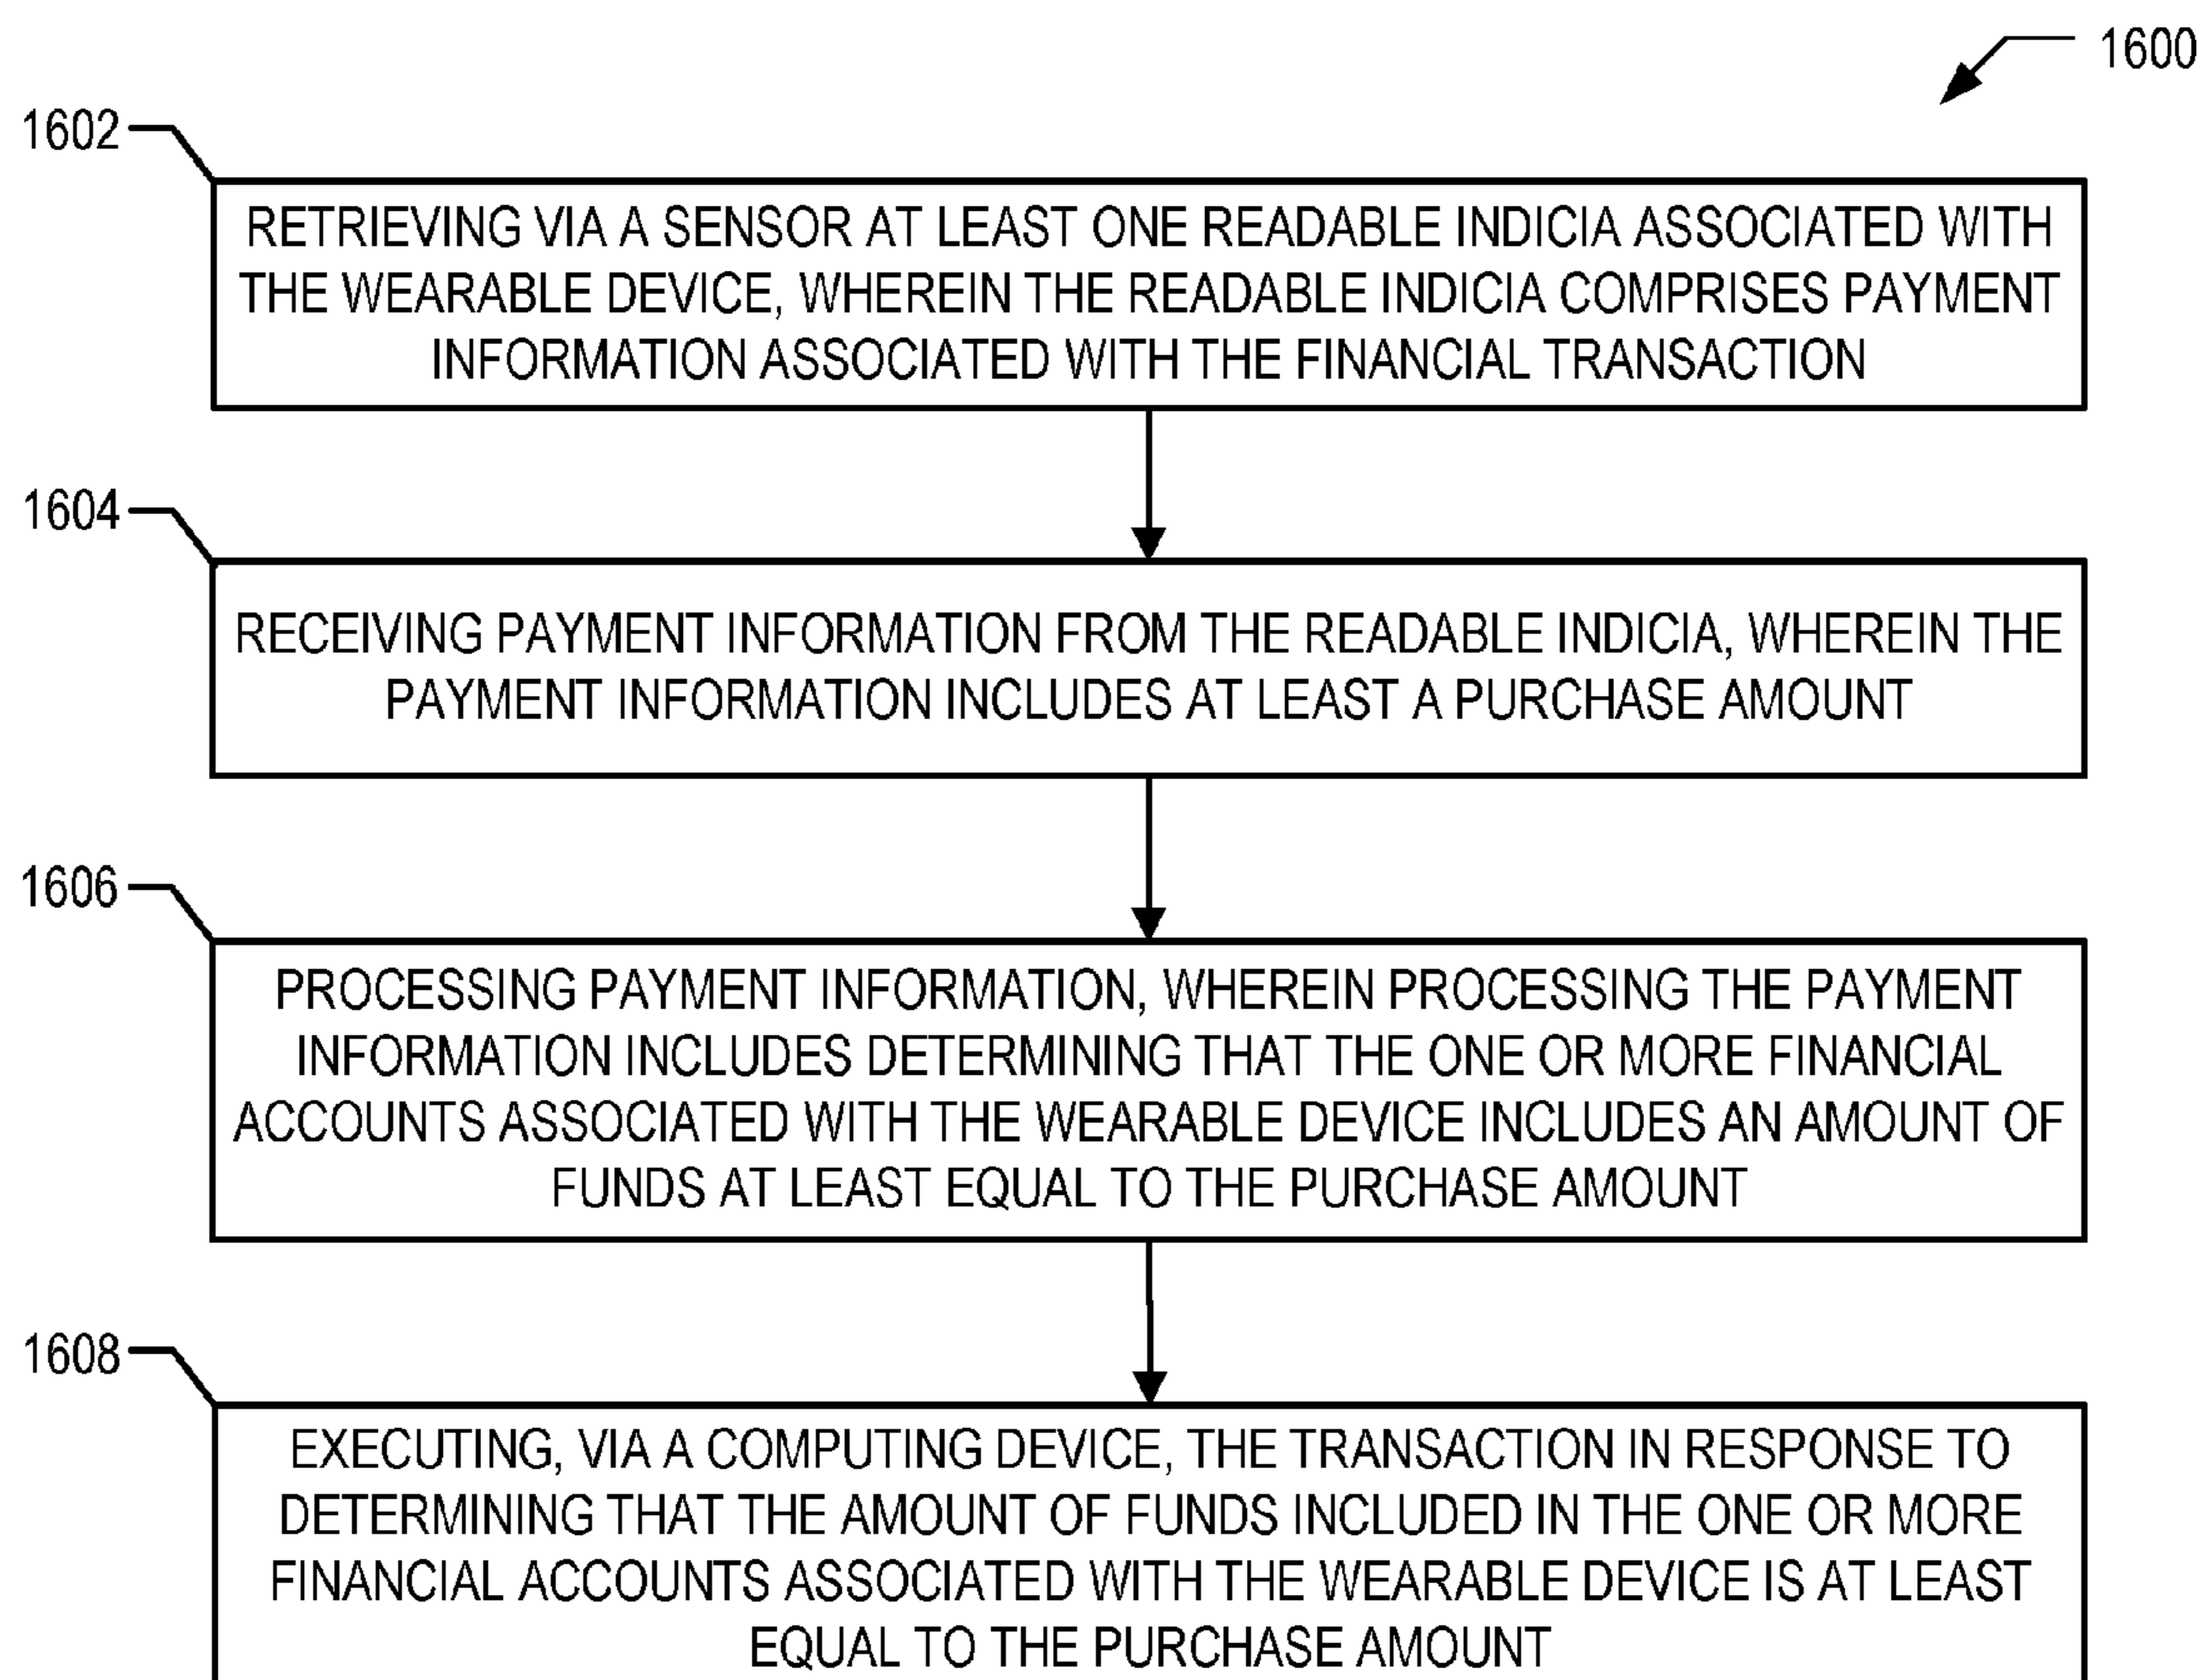 1600
1602
RETRIEVING VIA A SENSOR AT LEAST ONE READABLE INDICIA ASSOCIATED WITH
THE WEARABLE DEVICE, WHEREIN THE READABLE INDICIA COMPRISES PAYMENT
INFORMATION ASSOCIATED WITH THE FINANCIAL TRANSACTION
1604
RECEIVING PAYMENT INFORMATION FROM THE READABLE INDICIA, WHEREIN THE
PAYMENT INFORMATION INCLUDES AT LEAST A PURCHASE AMOUNT
1606
PROCESSING PAYMENT INFORMATION, WHEREIN PROCESSING THE PAYMENT
INFORMATION INCLUDES DETERMINING THAT THE ONE OR MORE FINANCIAL
ACCOUNTS ASSOCIATED WITH THE WEARABLE DEVICE INCLUDES AN AMOUNT OF
FUNDS AT LEAST EQUAL TO THE PURCHASE AMOUNT
1608
EXECUTING, VIA A COMPUTING DEVICE, THE TRANSACTION IN RESPONSE TO
DETERMINING THAT THE AMOUNT OF FUNDS INCLUDED IN THE ONE OR MORE
FINANCIAL ACCOUNTS ASSOCIATED WITH THE WEARABLE DEVICE IS AT LEAST
EQUAL TO THE PURCHASE AMOUNT